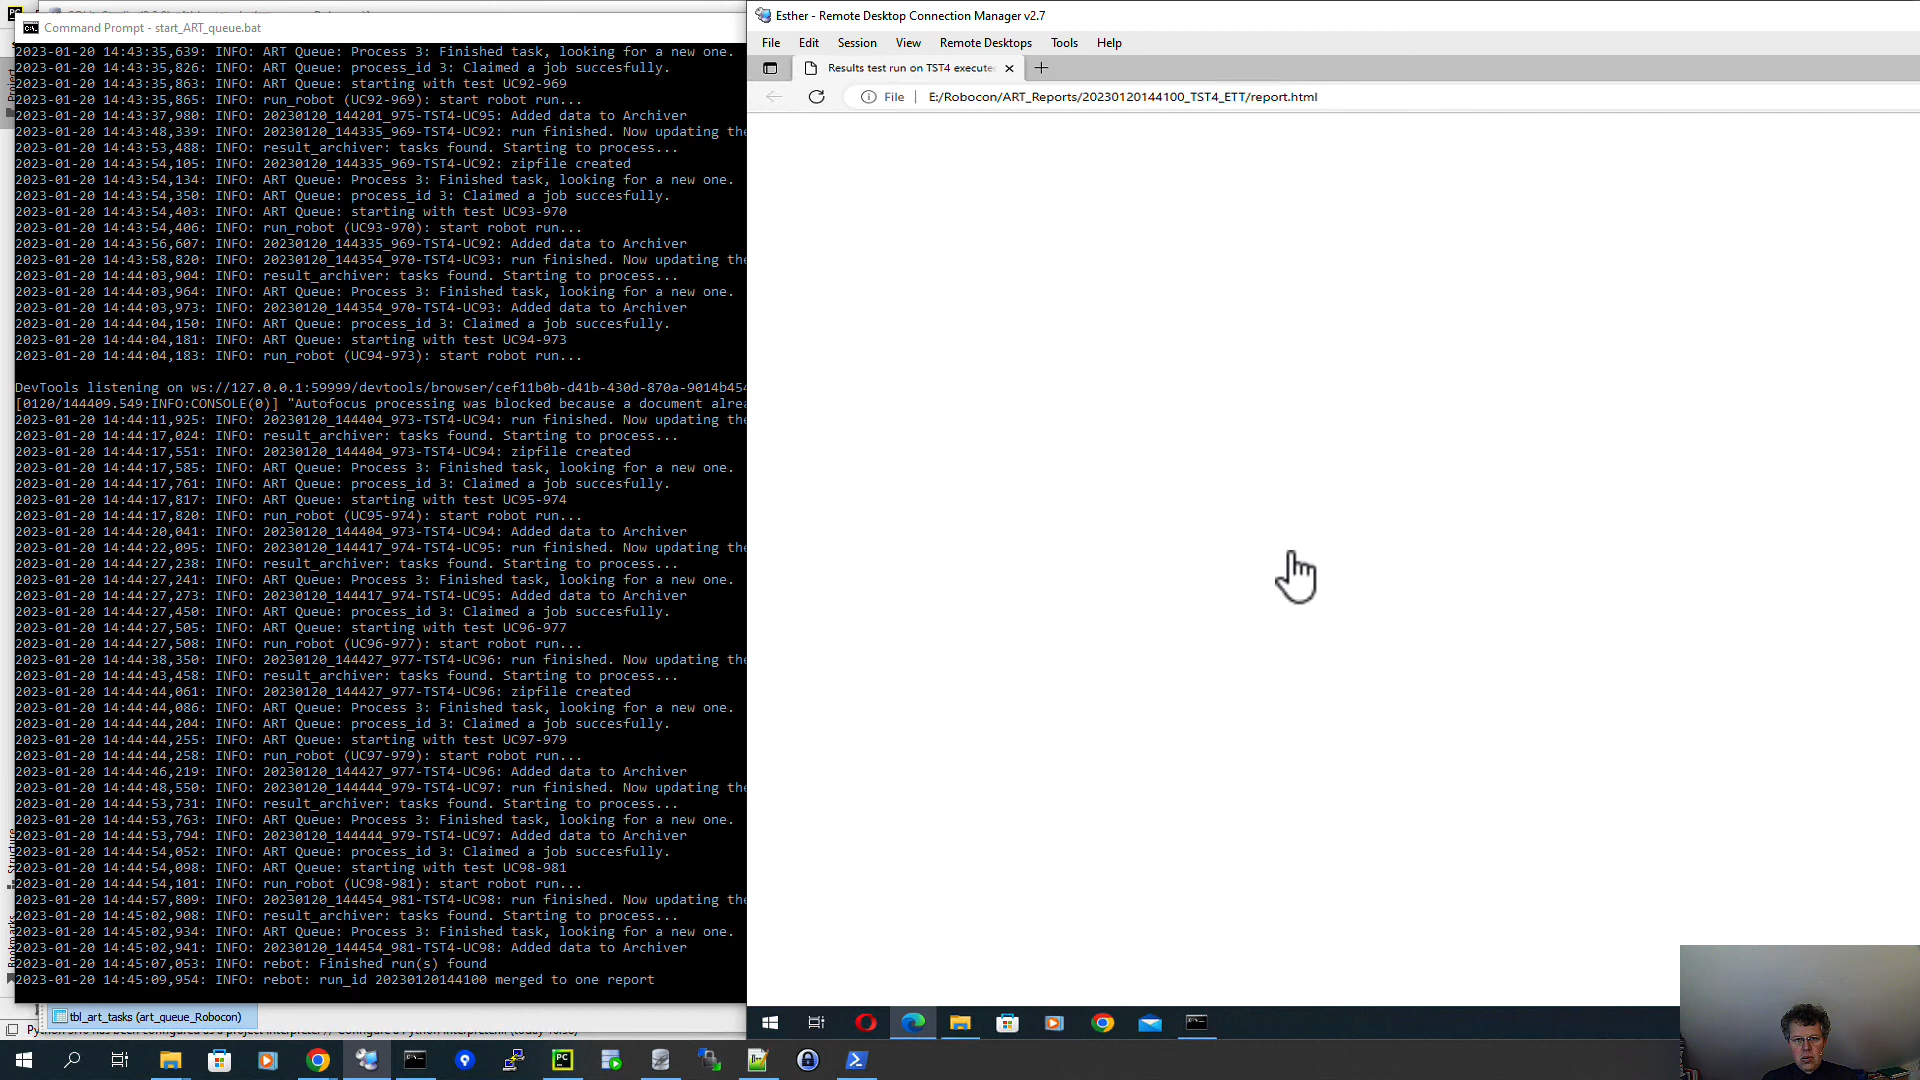 Command Prompt - start_ART_queue.bat
2023-01-20 14:43:35,639: INFO: ART Queue: Process 3: Finished task, looking for a new one.
2023-01-20 14:43:35,826: INFO: ART Queue: process_id 3: Claimed a job succesfully.
2023-01-20 14:43:35,863: INFO: ART Queue: starting with test UC92-969
2023-01-20 14:43:35,865: INFO: run_robot (UC92-969): start robot run...
2023-01-20 14:43:37,980: INFO: 20230120_144201_975-TST4-UC95: Added data to Archiver
2023-01-20 14:43:48,339: INFO: 20230120_144335_969-TST4-UC92: run finished. Now updating the
2023-01-20 14:43:53,488: INFO: result_archiver: tasks found. Starting to process...
2023-01-20 14:43:54,105: INFO: 20230120_144335_969-TST4-UC92: zipfile created
2023-01-20 14:43:54,134: INFO: ART Queue: Process 3: Finished task, looking for a new one.
2023-01-20 14:43:54,350: INFO: ART Queue: process_id 3: Claimed a job succesfully.
2023-01-20 14:43:54,403: INFO: ART Queue: starting with test UC93-970
2023-01-20 14:43:54,406: INFO: run_robot (UC93-970): start robot run...
2023-01-20 14:43:56,607: INFO: 20230120_144335_969-TST4-UC92: Added data to Archiver
2023-01-20 14:43:58,820: INFO: 20230120_144354_970-TST4-UC93: run finished. Now updating the
2023-01-20 14:44:03,904: INFO: result_archiver: tasks found. Starting to process...
2023-01-20 14:44:03,964: INFO: ART Queue: Process 3: Finished task, looking for a new one.
2023-01-20 14:44:03,973: INFO: 20230120_144354_970-TST4-UC93: Added data to Archiver
2023-01-20 14:44:04,150: INFO: ART Queue: process_id 3: Claimed a job succesfully.
2023-01-20 14:44:04,181: INFO: ART Queue: starting with test UC94-973
2023-01-20 14:44:04,183: INFO: run_robot (UC94-973): start robot run...
DevTools listening on ws://127.0.0.1:59999/devtools/browser/cef11b0b-d41b-430d-870a-9014b454
[0120/144409.549:INFO:CONSOLE(0)] "Autofocus processing was blocked because a document alrea
2023-01-20 14:44:11,925: INFO: 20230120_144404_973-TST4-UC94: run finished. Now updating the
2023-01-20 14:44:17,024: INFO: result_archiver: tasks found. Starting to process...
2023-01-20 14:44:17,551: INFO: 20230120_144404_973-TST4-UC94: zipfile created
2023-01-20 14:44:17,585: INFO: ART Queue: Process 3: Finished task, looking for a new one.
2023-01-20 14:44:17,761: INFO: ART Queue: process_id 3: Claimed a job succesfully.
2023-01-20 14:44:17,817: INFO: ART Queue: starting with test UC95-974
2023-01-20 14:44:17,820: INFO: run_robot (UC95-974): start robot run...
2023-01-20 14:44:20,041: INFO: 20230120_144404_973-TST4-UC94: Added data to Archiver
2023-01-20 14:44:22,095: INFO: 20230120_144417_974-TST4-UC95: run finished. Now updating the
2023-01-20 14:44:27,238: INFO: result_archiver: tasks found. Starting to process...
2023-01-20 14:44:27,241: INFO: ART Queue: Process 3: Finished task, looking for a new one.
2023-01-20 14:44:27,273: INFO: 20230120_144417_974-TST4-UC95: Added data to Archiver
2023-01-20 14:44:27,450: INFO: ART Queue: process_id 3: Claimed a job succesfully.
2023-01-20 14:44:27,505: INFO: ART Queue: starting with test UC96-977
2023-01-20 14:44:27,508: INFO: run_robot (UC96-977): start robot run...
2023-01-20 14:44:38,350: INFO: 20230120_144427_977-TST4-UC96: run finished. Now updating the
2023-01-20 14:44:43,458: INFO: result_archiver: tasks found. Starting to process...
2023-01-20 14:44:44,061: INFO: 20230120_144427_977-TST4-UC96: zipfile created
2023-01-20 14:44:44,086: INFO: ART Queue: Process 3: Finished task, looking for a new one.
2023-01-20 14:44:44,204: INFO: ART Queue: process_id 3: Claimed a job succesfully.
2023-01-20 14:44:44,255: INFO: ART Queue: starting with test UC97-979
2023-01-20 14:44:44,258: INFO: run_robot (UC97-979): start robot run...
2023-01-20 14:44:46,219: INFO: 20230120_144427_977-TST4-UC96: Added data to Archiver
2023-01-20 14:44:48,550: INFO: 20230120_144444_979-TST4-UC97: run finished. Now updating the
2023-01-20 14:44:53,731: INFO: result_archiver: tasks found. Starting to process...
2023-01-20 14:44:53,763: INFO: ART Queue: Process 3: Finished task, looking for a new one.
2023-01-20 14:44:53,794: INFO: 20230120_144444_979-TST4-UC97: Added data to Archiver
2023-01-20 14:44:54,052: INFO: ART Queue: process_id 3: Claimed a job succesfully.
2023-01-20 14:44:54,098: INFO: ART Queue: starting with test UC98-981
2023-01-20 14:44:54,101: INFO: run_robot (UC98-981): start robot run...
2023-01-20 14:44:57,809: INFO: 20230120_144454_981-TST4-UC98: run finished. Now updating the
2023-01-20 14:45:02,908: INFO: result_archiver: tasks found. Starting to process...
2023-01-20 14:45:02,934: INFO: ART Queue: Process 3: Finished task, looking for a new one.
2023-01-20 14:45:02,941: INFO: 20230120_144454_981-TST4-UC98: Added data to Archiver
2023-01-20 14:45:07,053: INFO: rebot: Finished run(s) found
2023-01-20 14:45:09,954: INFO: rebot: run_id 20230120144100 merged to one report
tbl_art_tasks (art_queue_Robocon)
Project
Structure
Bookmarks
Esther - Remote Desktop Connection Manager v2.7
File Edit Session View Remote Desktops Tools Help
Results test run on TST4 execute
File E:/Robocon/ART_Reports/20230120144100_TST4_ETT/report.html